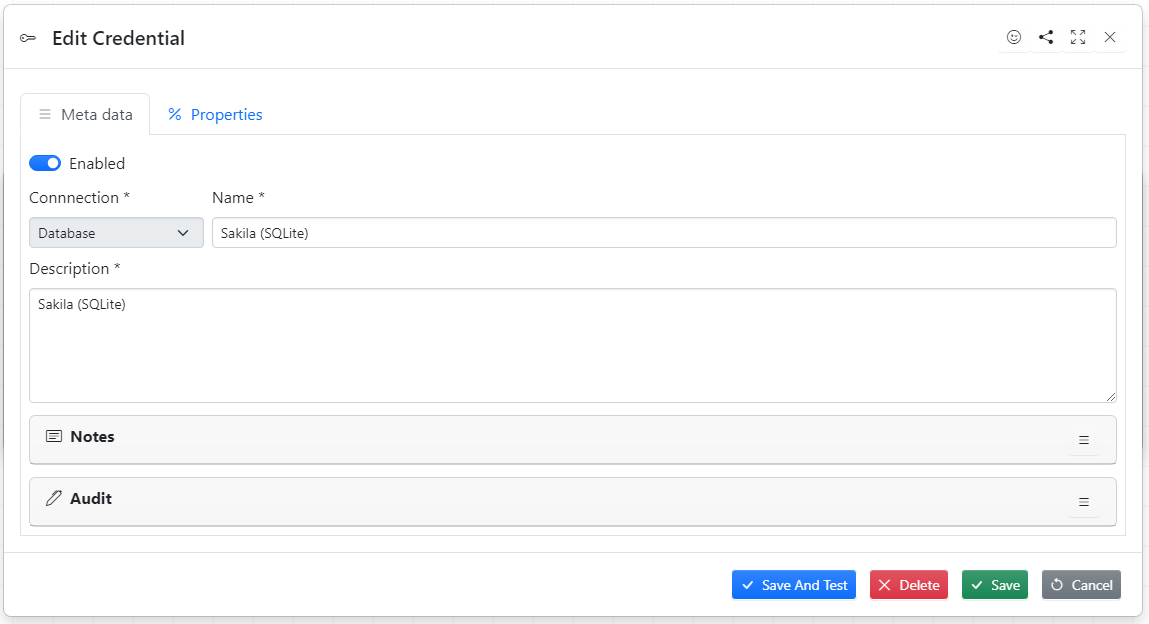 Edit Credential
Meta data Properties
Enabled
Connnection * Name *
Database Sakila (SQLite)
Description *
Sakila (SQLite)
Notes
Audit
Save And Test Delete Save Cancel